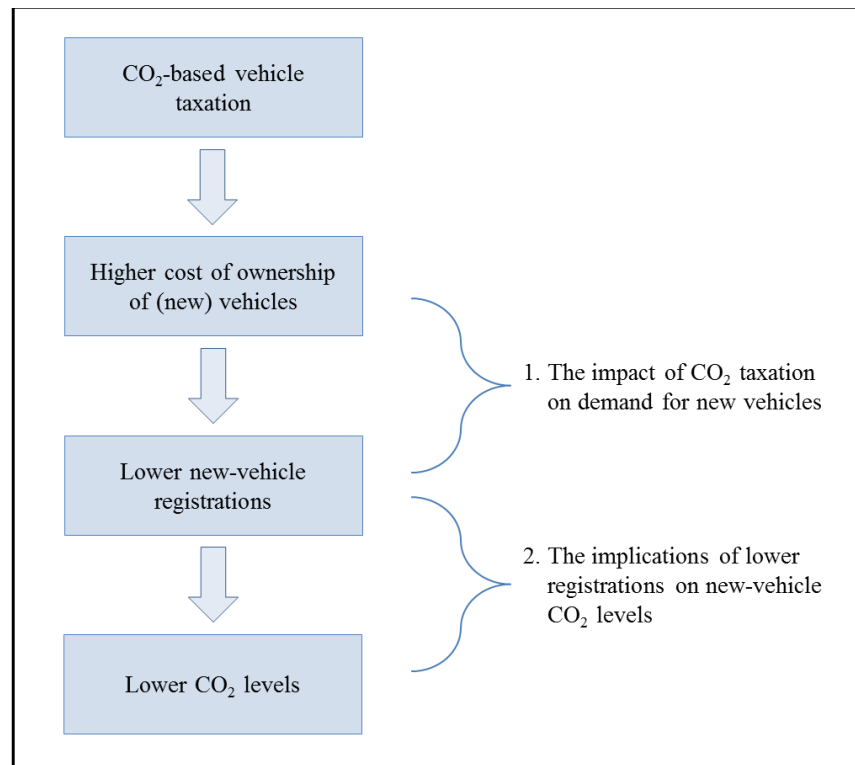 CO₂-based vehicle
taxation
Higher cost of ownership
of (new) vehicles
1. The impact of CO₂ taxation
on demand for new vehicles
Lower new-vehicle
registrations
2. The implications of lower
registrations on new-vehicle
CO₂ levels
Lower CO₂ levels